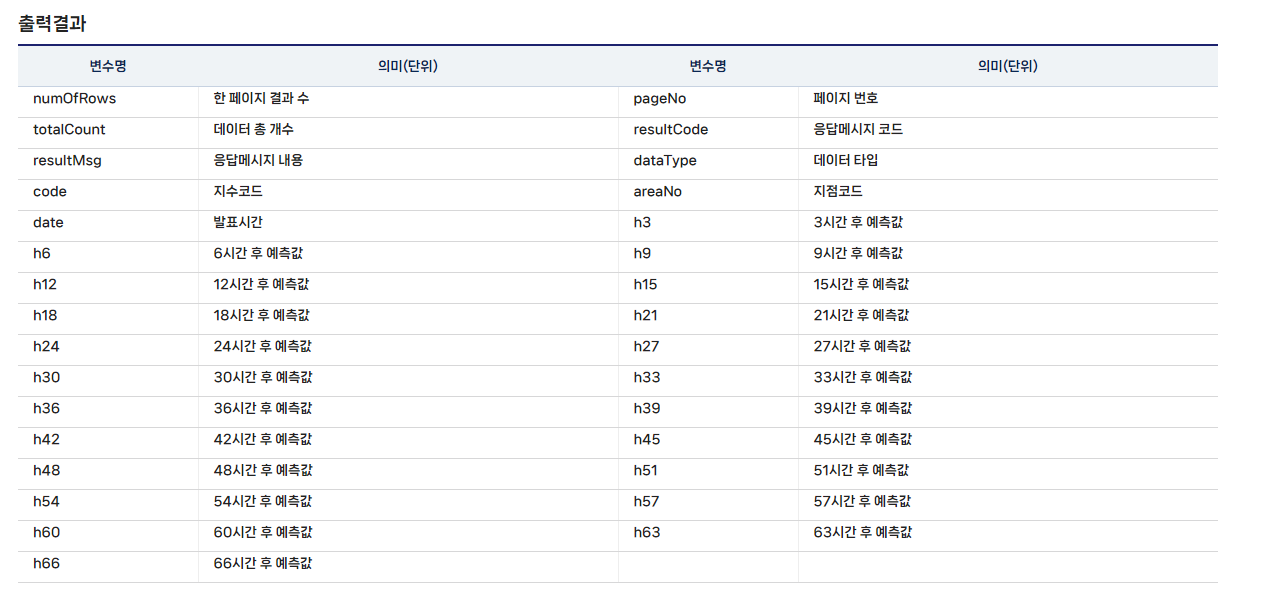 출력결과
변수명 의미(단위) 변수명 의미(단위)
numOfRows 한 페이지 결과 수 pageNo 페이지 번호
totalCount 데이터 총 개수 resultCode 응답메시지 코드
resultMsg 응답메시지 내용 dataType 데이터 타입
code 지수코드 areaNo 지점코드
date 발표시간 h3 3시간 후 예측값
h6 6시간 후 예측값 h9 9시간 후 예측값
h12 12시간 후 예측값 h15 15시간 후 예측값
h18 18시간 후 예측값 h21 21시간 후 예측값
h24 24시간 후 예측값 h27 27시간 후 예측값
h30 30시간 후 예측값 h33 33시간 후 예측값
h36 36시간 후 예측값 h39 39시간 후 예측값
h42 42시간 후 예측값 h45 45시간 후 예측값
h48 48시간 후 예측값 h51 51시간 후 예측값
h54 54시간 후 예측값 h57 57시간 후 예측값
h60 60시간 후 예측값 h63 63시간 후 예측값
h66 66시간 후 예측값